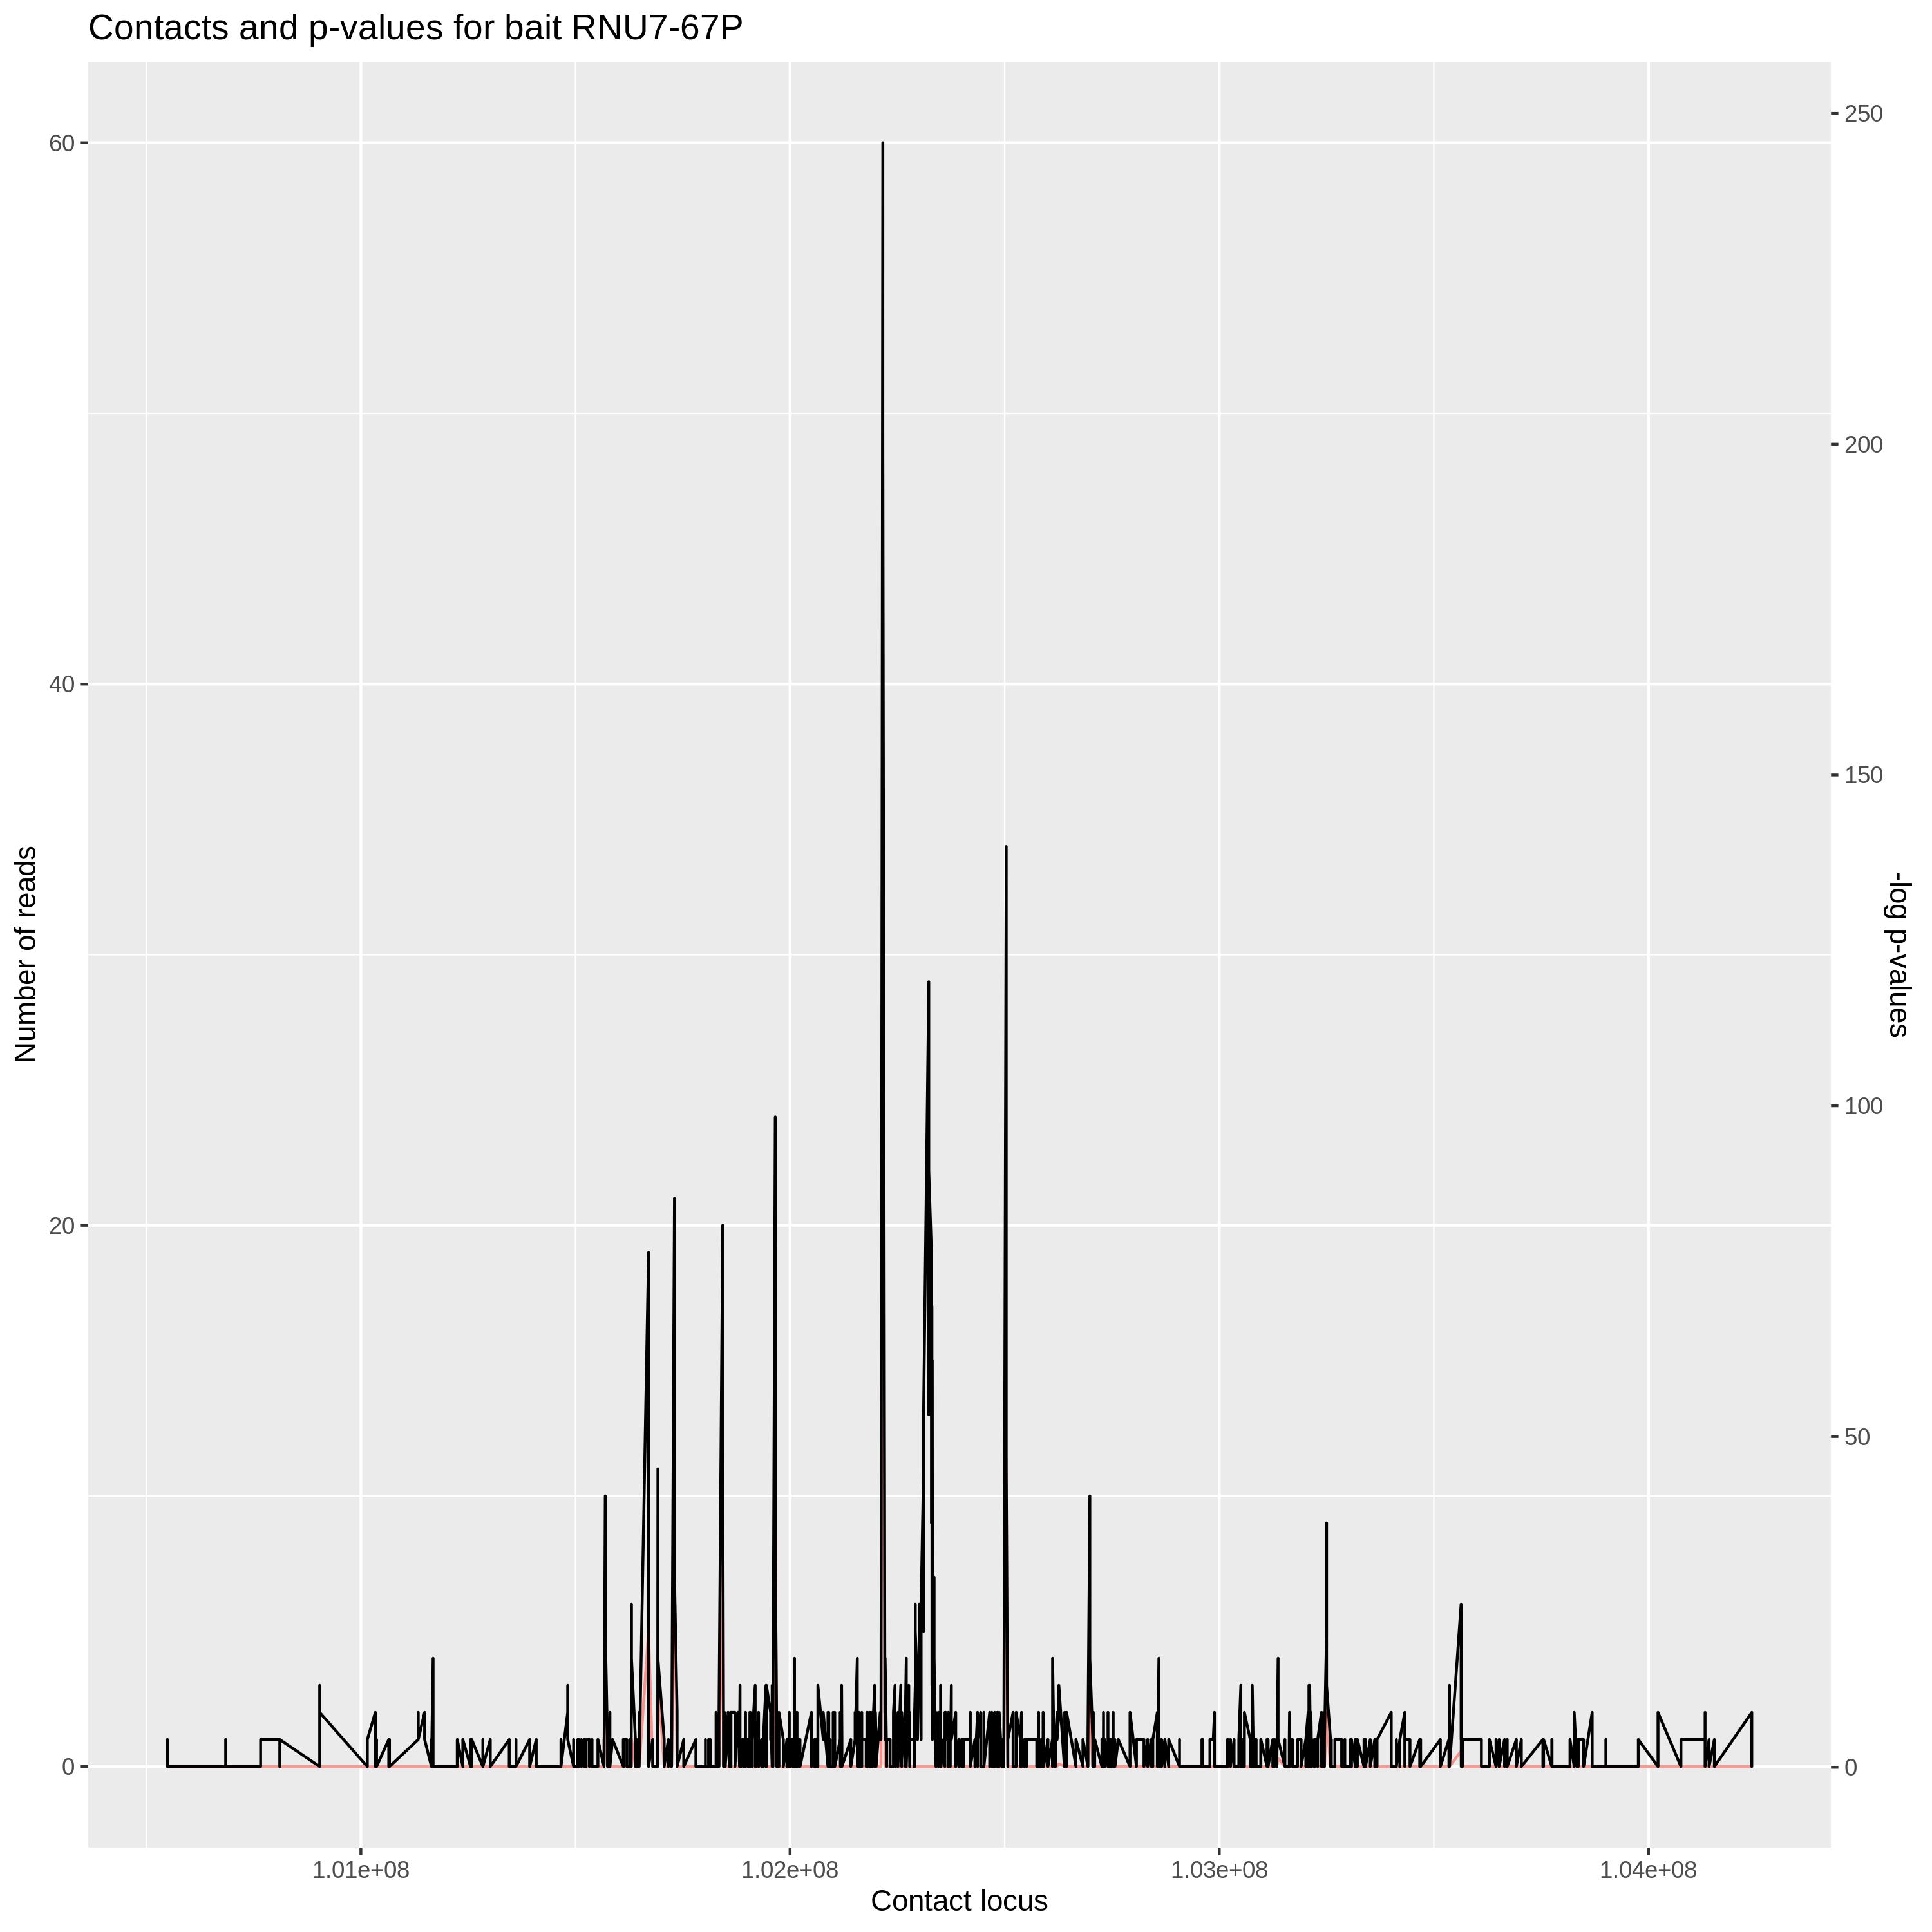 Contacts and p-values for bait RNU7-67P
60
40
20
0
Number of reads
250
200
150
100
50
0
-log p-values
1.01e+08
1.02e+08
1.03e+08
1.04e+08
Contact locus